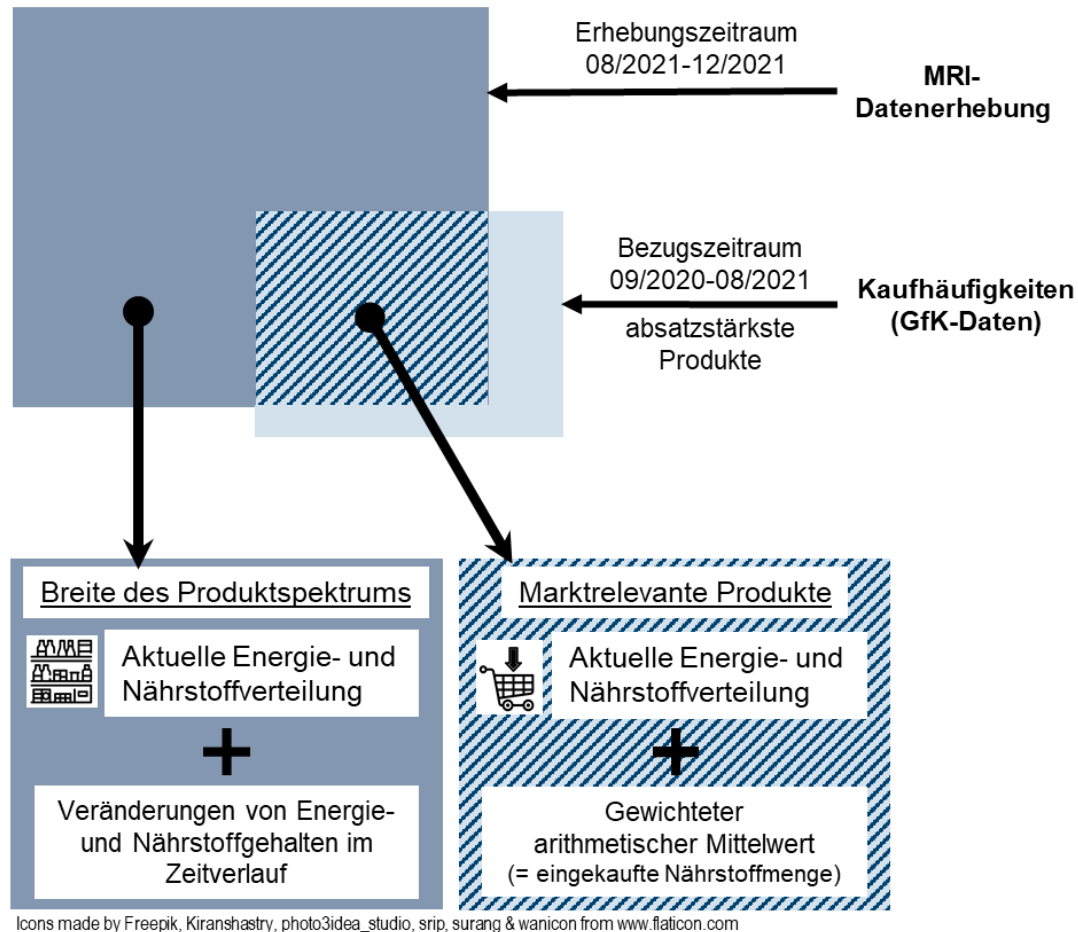 Erhebungszeitraum
08/2021-12/2021
MRI-
Datenerhebung
Bezugszeitraum
09/2020-08/2021
absatzstärkste
Produkte
Kaufhäufigkeiten
(GfK-Daten)
Breite des Produktspektrums
Aktuelle Energie- und
Nährstoffverteilung
+
Veränderungen von Energie-
und Nährstoffgehalten im
Zeitverlauf
Marktrelevante Produkte
Aktuelle Energie- und
Nährstoffverteilung
+
Gewichteter
arithmetischer Mittelwert
(= eingekaufte Nährstoffmenge)
Icons made by Freepik, Kiranshastry, photo3idea_studio, srip, surang & wanicon from www.flaticon.com